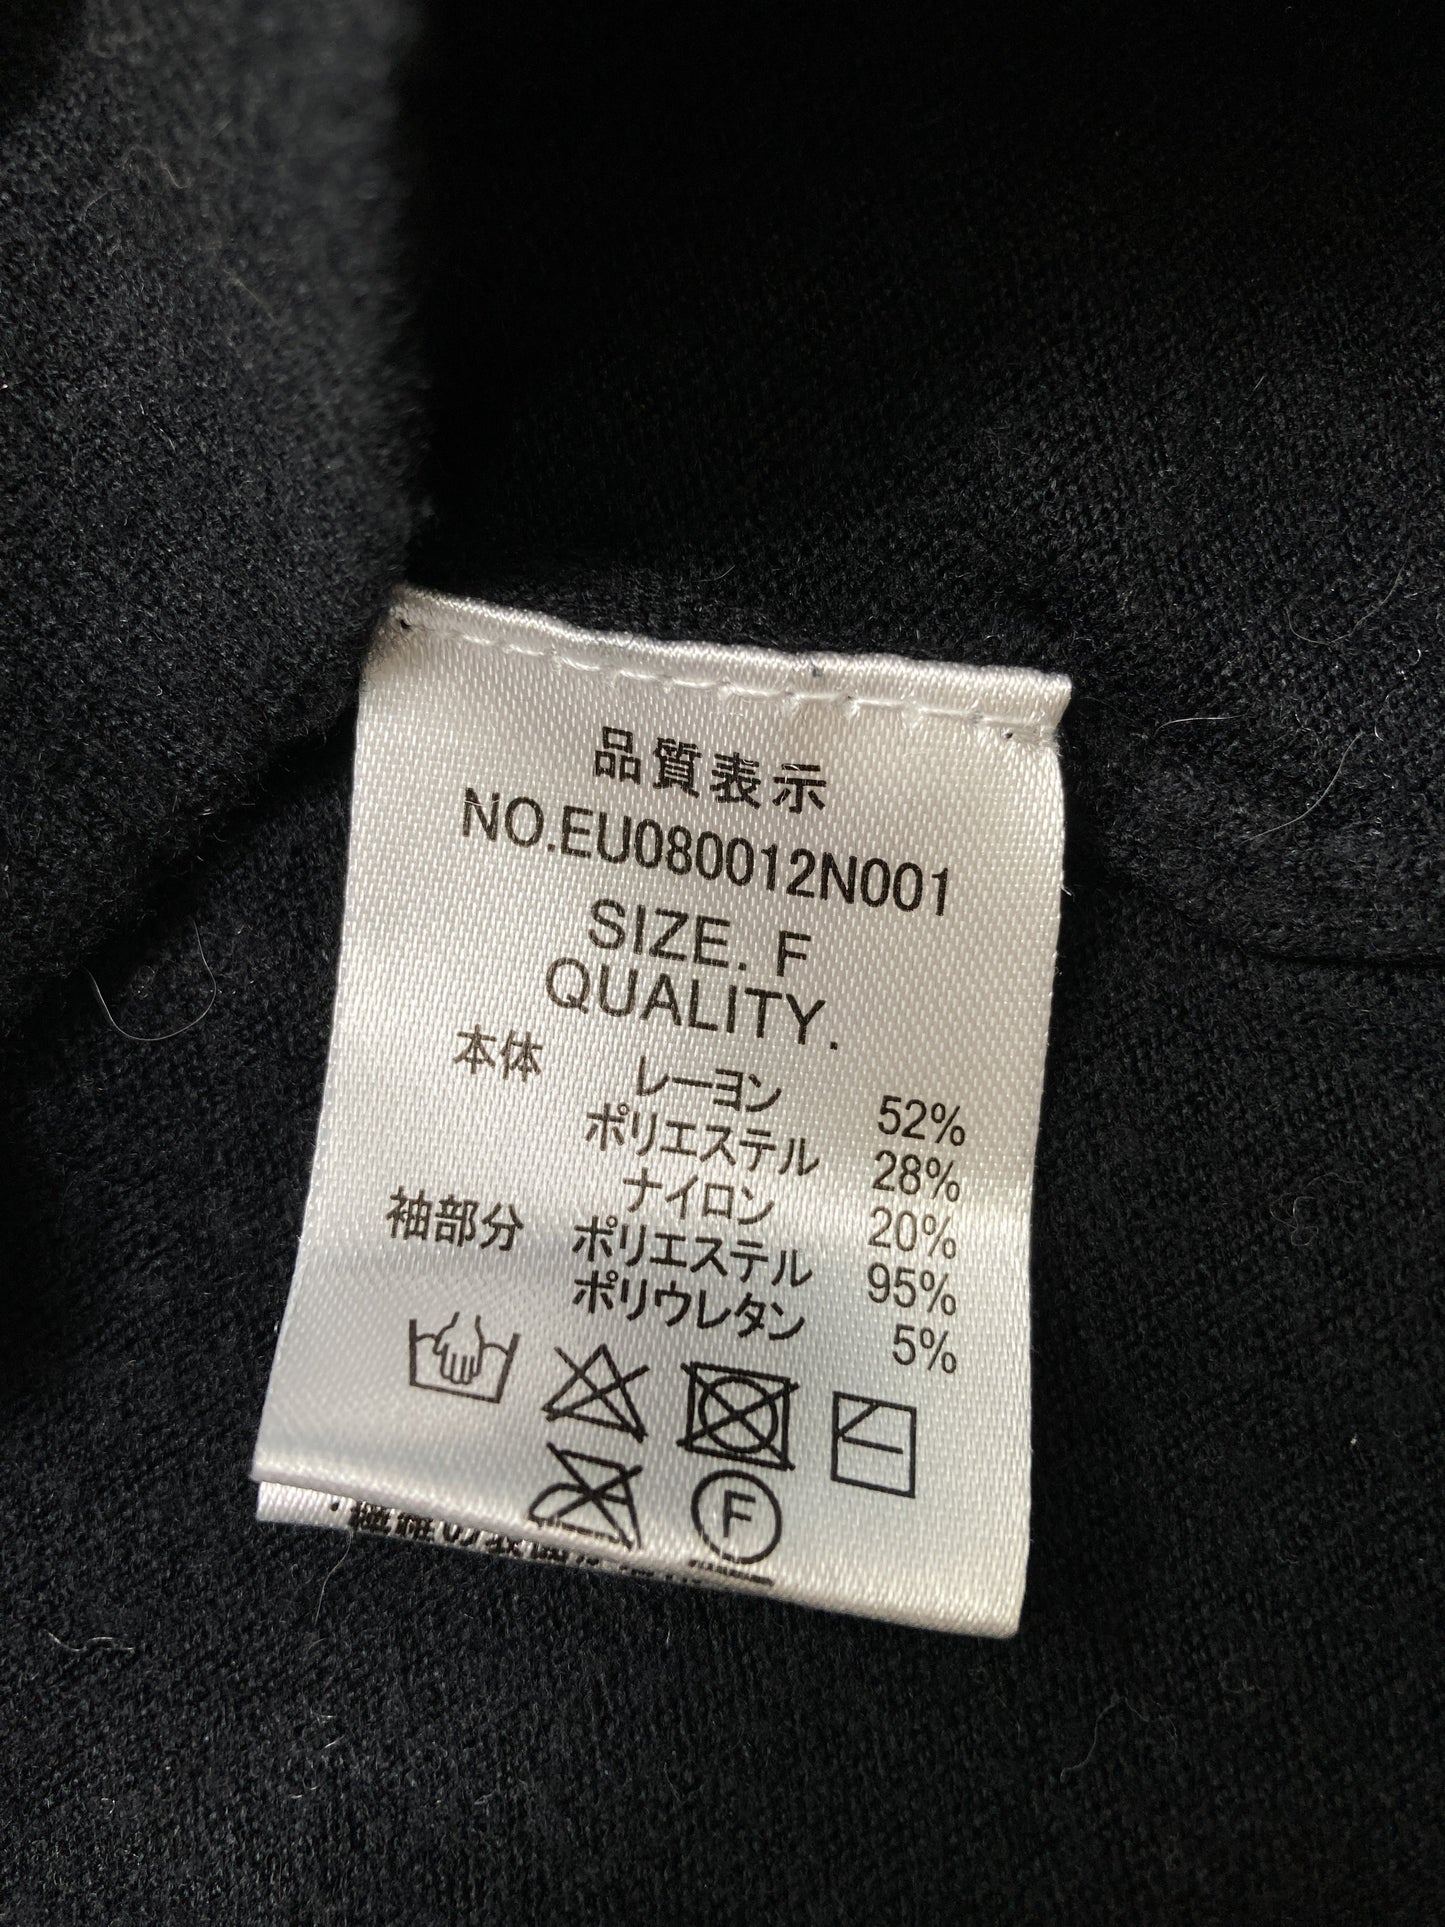 品質表示
NO.EU080012N001
SIZE. F
QUALITY.
本体 レーヨン 52%
ポリエステル 28%
ナイロン 20%
袖部分 ポリエステル 95%
ポリウレタン 5%
F